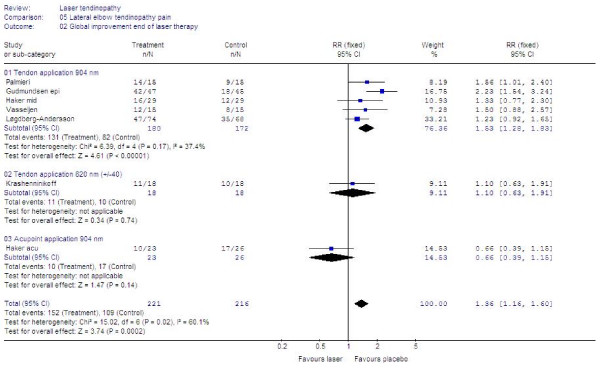 Review: Laser tendinopathy
Comparison: 05 Lateral elbow tendinopathy pain
Outcome: 02 Global improvement end of laser therapy
Study or sub-category Treatment n/N Control n/N RR (fixed) 95% CI Weight % RR (fixed) 95% CI
01 Tendon application 904 nm
Palmieri 14/15 9/15 8.19 1.56 [1.01, 2.40]
Gudmundsen epi 42/47 18/45 16.75 2.23 [1.54, 3.24]
Haker mid 16/29 12/29 10.93 1.33 [0.77, 2.30]
Vasseljen 12/15 8/15 7.28 1.50 [0.88, 2.57]
Løgdberg-Andersson 47/74 35/68 33.21 1.23 [0.92, 1.65]
Subtotal (95% CI) 180 172 76.36 1.53 [1.28, 1.83]
Total events: 131 (Treatment), 82 (Control)
Test for heterogeneity: Chi² = 6.39, df = 4 (P = 0.17), I² = 37.4%
Test for overall effect: Z = 4.61 (P < 0.00001)
02 Tendon application 820 nm (+/-40)
Krashenninikoff 11/18 10/18 9.11 1.10 [0.63, 1.91]
Subtotal (95% CI) 18 18 9.11 1.10 [0.63, 1.91]
Total events: 11 (Treatment), 10 (Control)
Test for heterogeneity: not applicable
Test for overall effect: Z = 0.34 (P = 0.74)
03 Acupoint application 904 nm
Haker acu 10/23 17/26 14.53 0.66 [0.39, 1.15]
Subtotal (95% CI) 23 26 14.53 0.66 [0.39, 1.15]
Total events: 10 (Treatment), 17 (Control)
Test for heterogeneity: not applicable
Test for overall effect: Z = 1.47 (P = 0.14)
Total (95% CI) 221 216 100.00 1.36 [1.16, 1.60]
Total events: 152 (Treatment), 109 (Control)
Test for heterogeneity: Chi² = 15.02, df = 6 (P = 0.02), I² = 60.1%
Test for overall effect: Z = 3.74 (P = 0.0002)
0.2 0.5 1 2 5
Favours laser Favours placebo